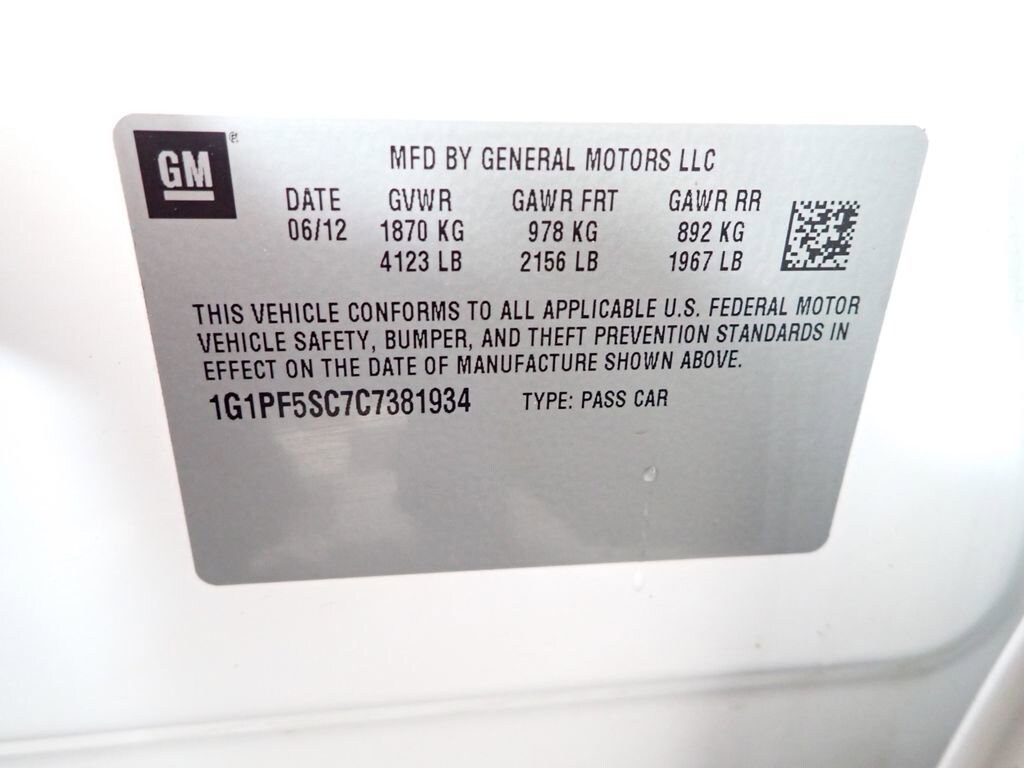 GM ®
MFD BY GENERAL MOTORS LLC
DATE GVWR GAWR FRT GAWR RR
06/12 1870 KG 978 KG 892 KG
4123 LB 2156 LB 1967 LB
THIS VEHICLE CONFORMS TO ALL APPLICABLE U.S. FEDERAL MOTOR
VEHICLE SAFETY, BUMPER, AND THEFT PREVENTION STANDARDS IN
EFFECT ON THE DATE OF MANUFACTURE SHOWN ABOVE.
1G1PF5SC7C7381934 TYPE: PASS CAR